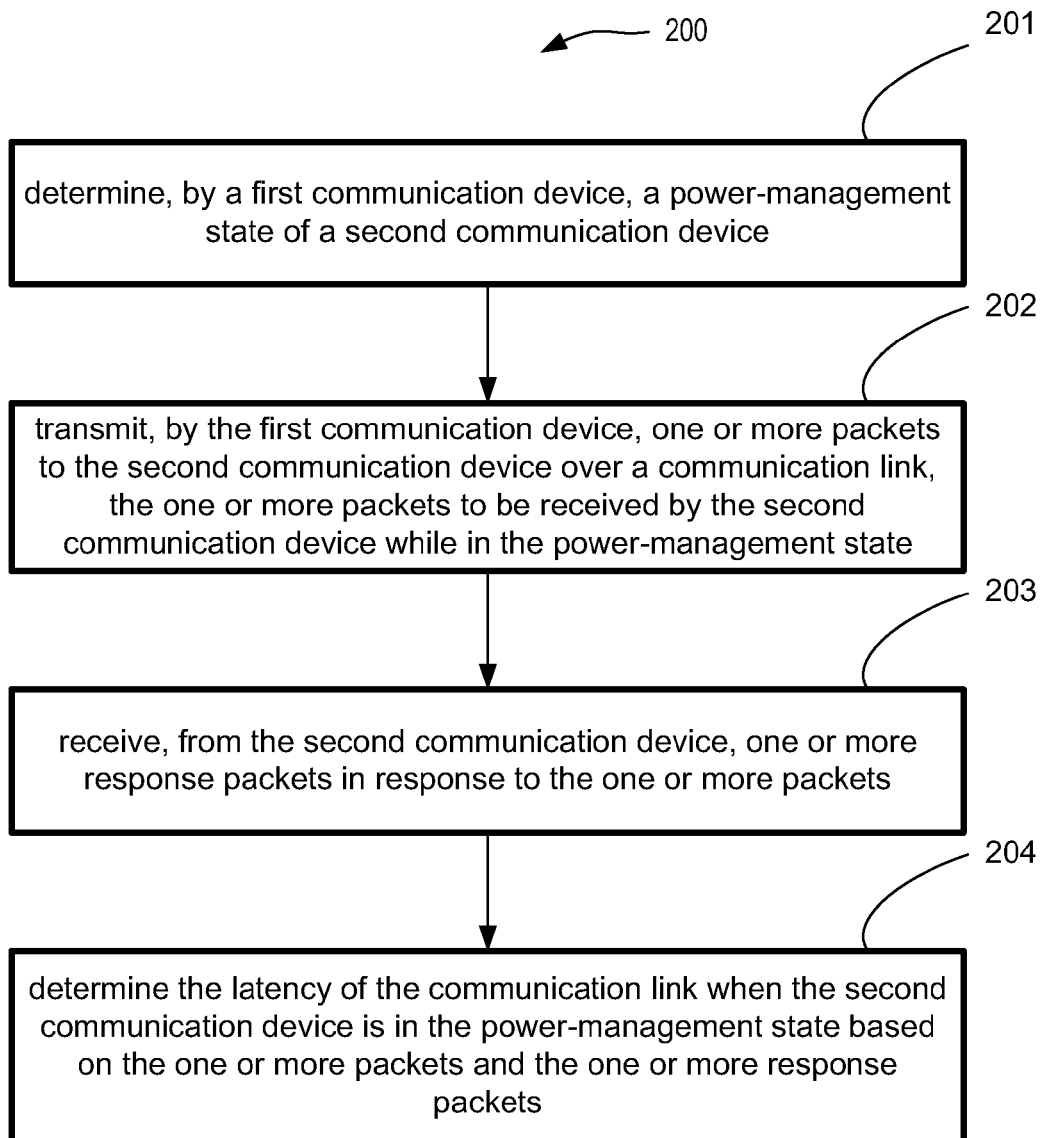 200
201
determine, by a first communication device, a power-management
state of a second communication device
202
transmit, by the first communication device, one or more packets
to the second communication device over a communication link,
the one or more packets to be received by the second
communication device while in the power-management state
203
receive, from the second communication device, one or more
response packets in response to the one or more packets
204
determine the latency of the communication link when the second
communication device is in the power-management state based
on the one or more packets and the one or more response
packets